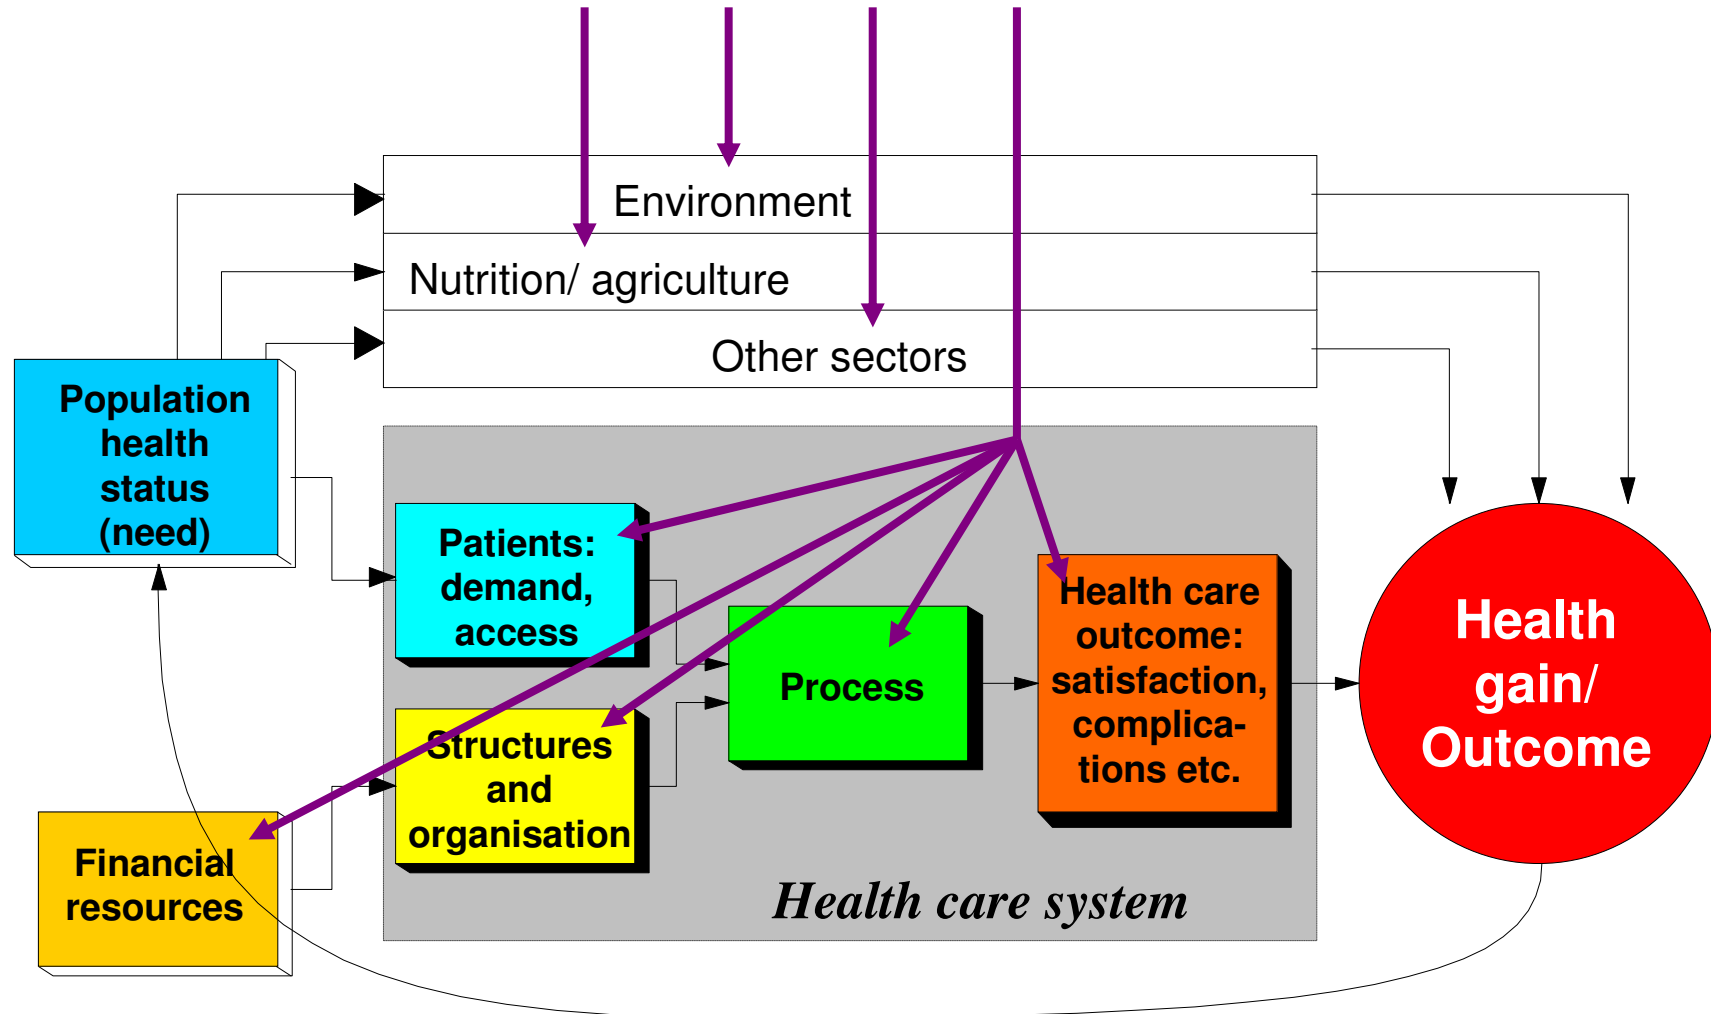 Environment
Nutrition/ agriculture
Other sectors
Population
health
status
(need)
Patients:
demand,
access
Structures
and
organisation
Financial
resources
Process
Health care
outcome:
satisfaction,
complica-
tions etc.
Health
gain/
Outcome
Health care system